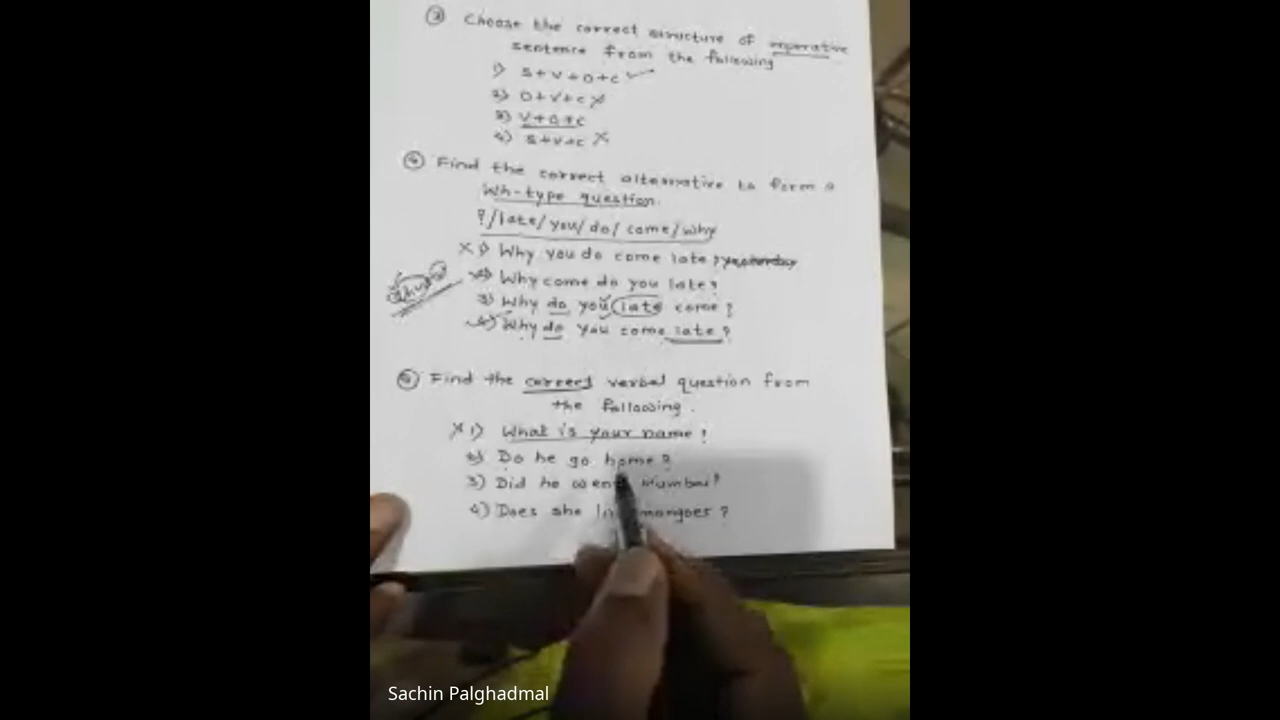 ③ Choose the correct structure of imperative
sentence from the following
1) S+V+O+C ✓
2) O+V+C ✗
3) V+O+C
4) S+V+C ✗
④ Find the correct alternative to form a
Wh-type question.
?/late/you/do/come/why
✗ 1) Why you do come late? yesterday
2) Why come do you late?
3) Why do you late come?
4) Why do you come late?
⑤ Find the correct verbal question from
the following.
✗ 1) What is your name?
2) Do he go home?
3) Did he went Mumbai?
4) Does she mangoes?
Sachin Palghadmal